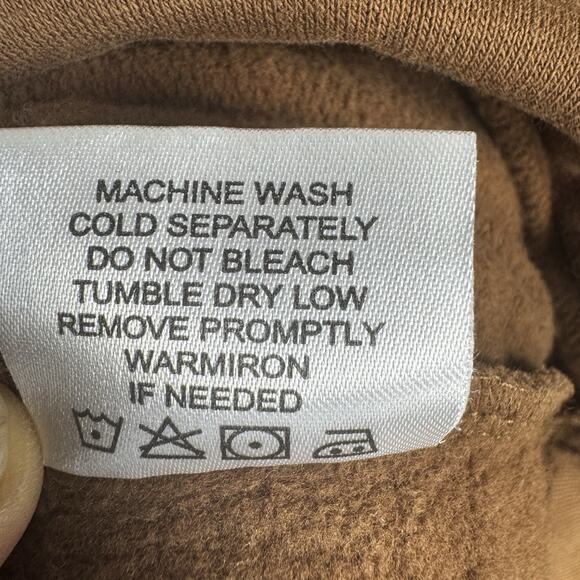 MACHINE WASH
COLD SEPARATELY
DO NOT BLEACH
TUMBLE DRY LOW
REMOVE PROMPTLY
WARMIRON
IF NEEDED